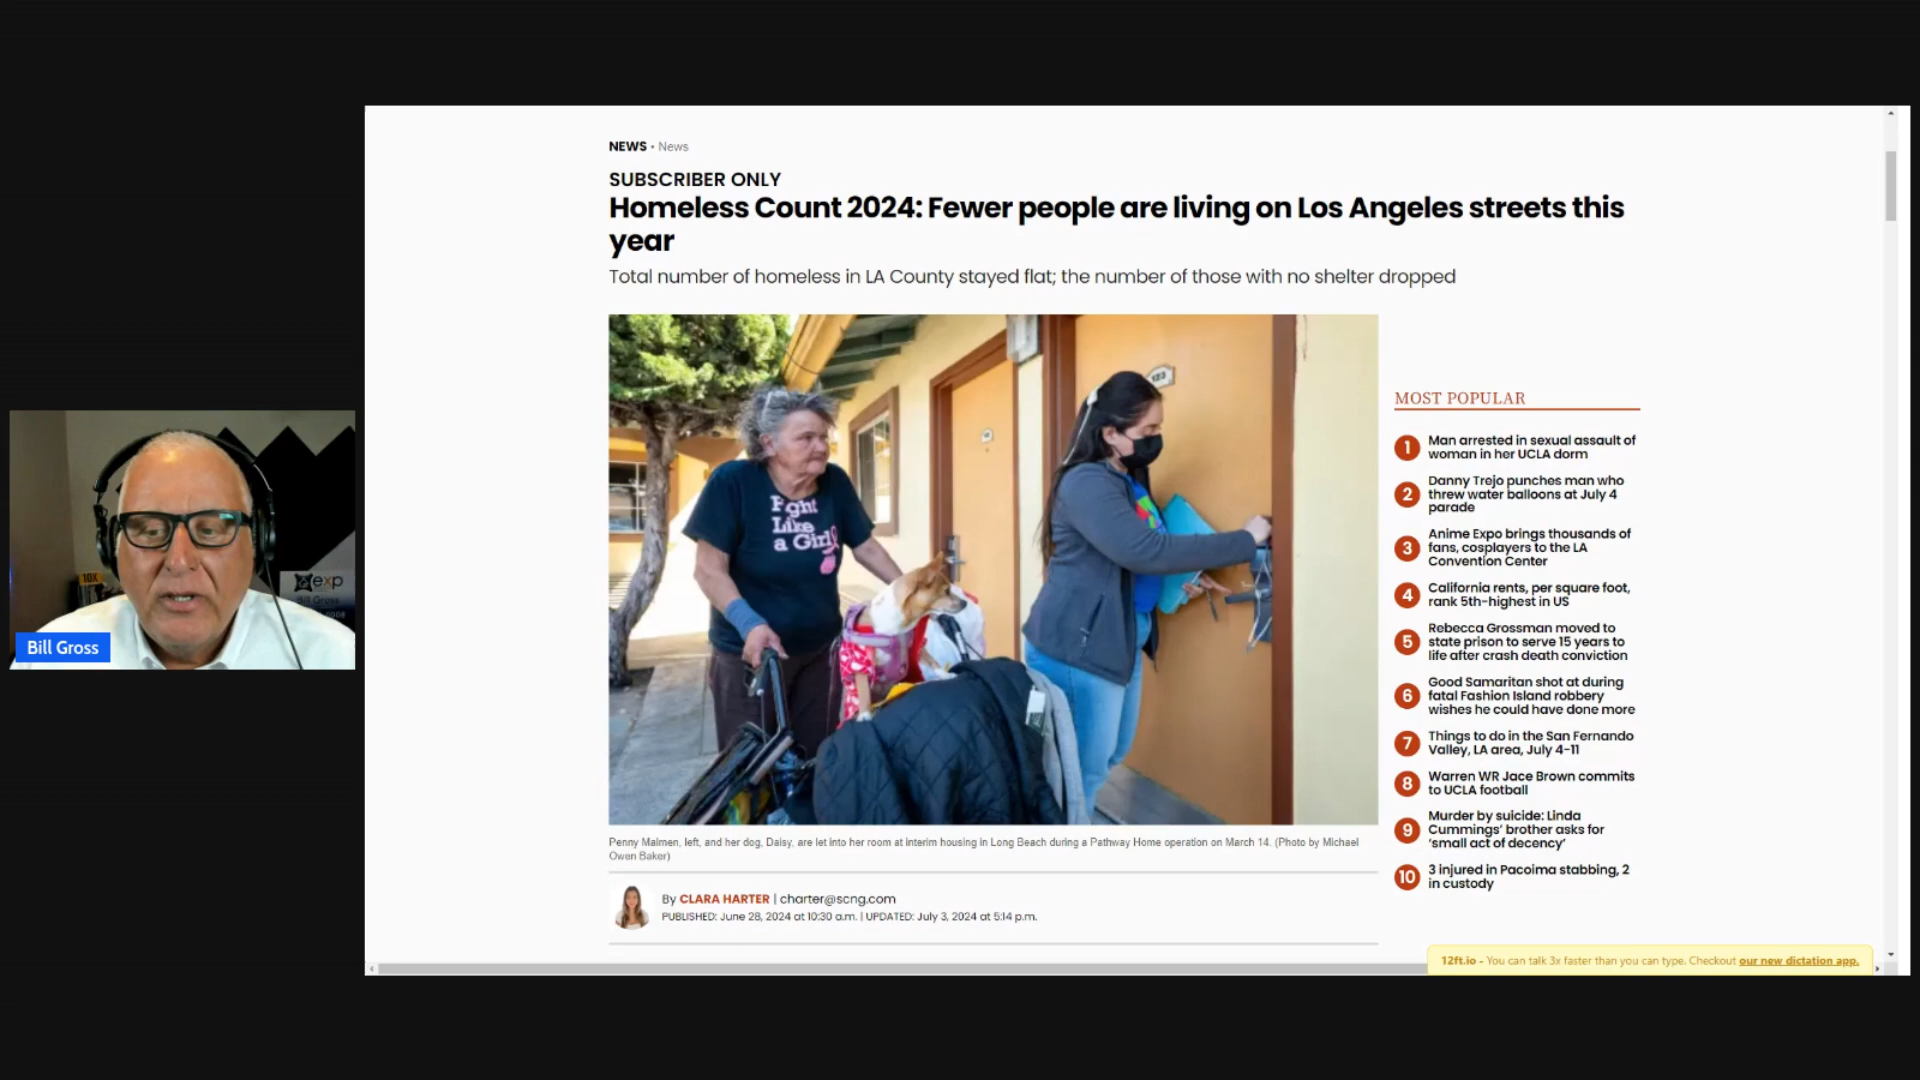 NEWS • News
SUBSCRIBER ONLY
Homeless Count 2024: Fewer people are living on Los Angeles streets this
year
Total number of homeless in LA County stayed flat; the number of those with no shelter dropped
123
Fight
Like
a Girl
MOST POPULAR
1 Man arrested in sexual assault of
woman in her UCLA dorm
2 Danny Trejo punches man who
threw water balloons at July 4
parade
3 Anime Expo brings thousands of
fans, cosplayers to the LA
Convention Center
4 California rents, per square foot,
rank 5th-highest in US
5 Rebecca Grossman moved to
state prison to serve 15 years to
life after crash death conviction
6 Good Samaritan shot at during
fatal Fashion Island robbery
wishes he could have done more
7 Things to do in the San Fernando
Valley, LA area, July 4-11
8 Warren WR Jace Brown commits
to UCLA football
9 Murder by suicide: Linda
Cummings’ brother asks for
‘small act of decency’
10 3 injured in Pacoima stabbing, 2
in custody
10X
exp
Bill Gross
Bill Gross
Penny Malmen, left, and her dog, Daisy, are let into her room at interim housing in Long Beach during a Pathway Home operation on March 14. (Photo by Michael
Owen Baker)
By CLARA HARTER | charter@scng.com
PUBLISHED: June 28, 2024 at 10:30 a.m. | UPDATED: July 3, 2024 at 5:14 p.m.
12ft.io - You can talk 3x faster than you can type. Checkout our new dictation app.